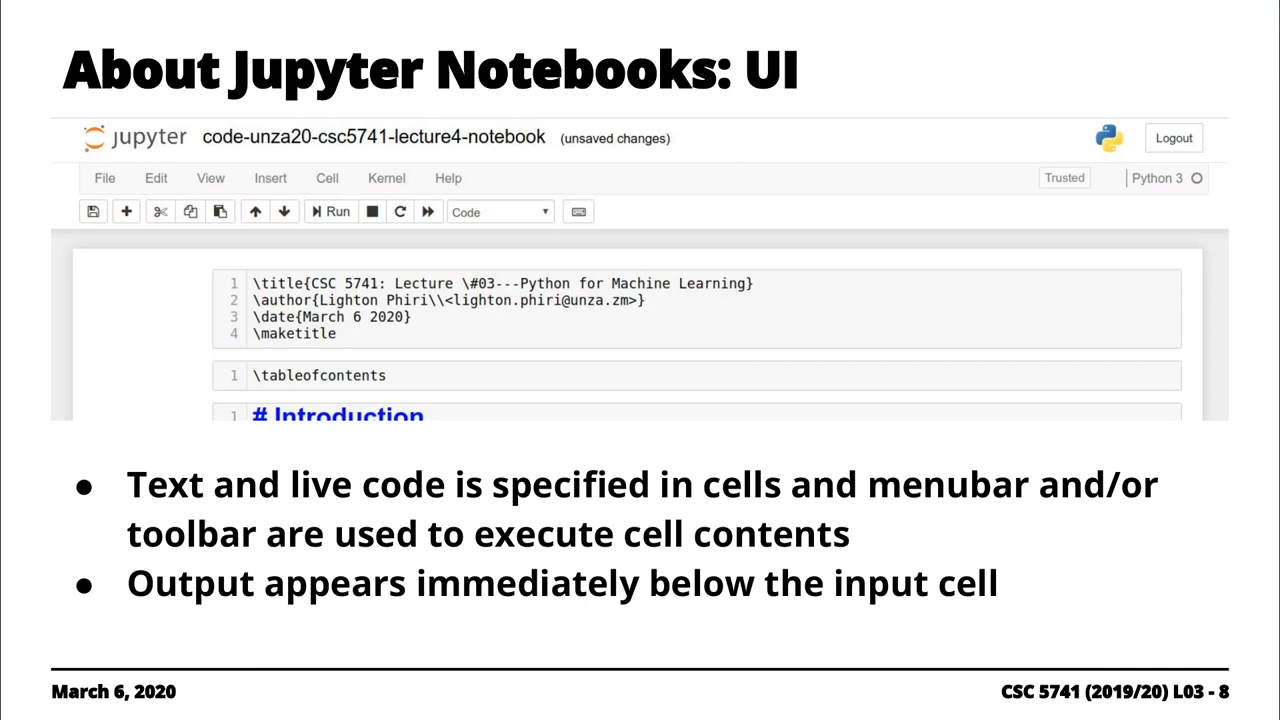 About Jupyter Notebooks: UI
jupyter code-unza20-csc5741-lecture4-notebook (unsaved changes) Logout
File Edit View Insert Cell Kernel Help Trusted Python 3
Run Code
1 \title{CSC 5741: Lecture \#03---Python for Machine Learning}
2 \author{Lighton Phiri\\<lighton.phiri@unza.zm>}
3 \date{March 6 2020}
4 \maketitle
1 \tableofcontents
1 # Introduction
● Text and live code is specified in cells and menubar and/or
toolbar are used to execute cell contents
● Output appears immediately below the input cell
March 6, 2020 CSC 5741 (2019/20) L03 - 8